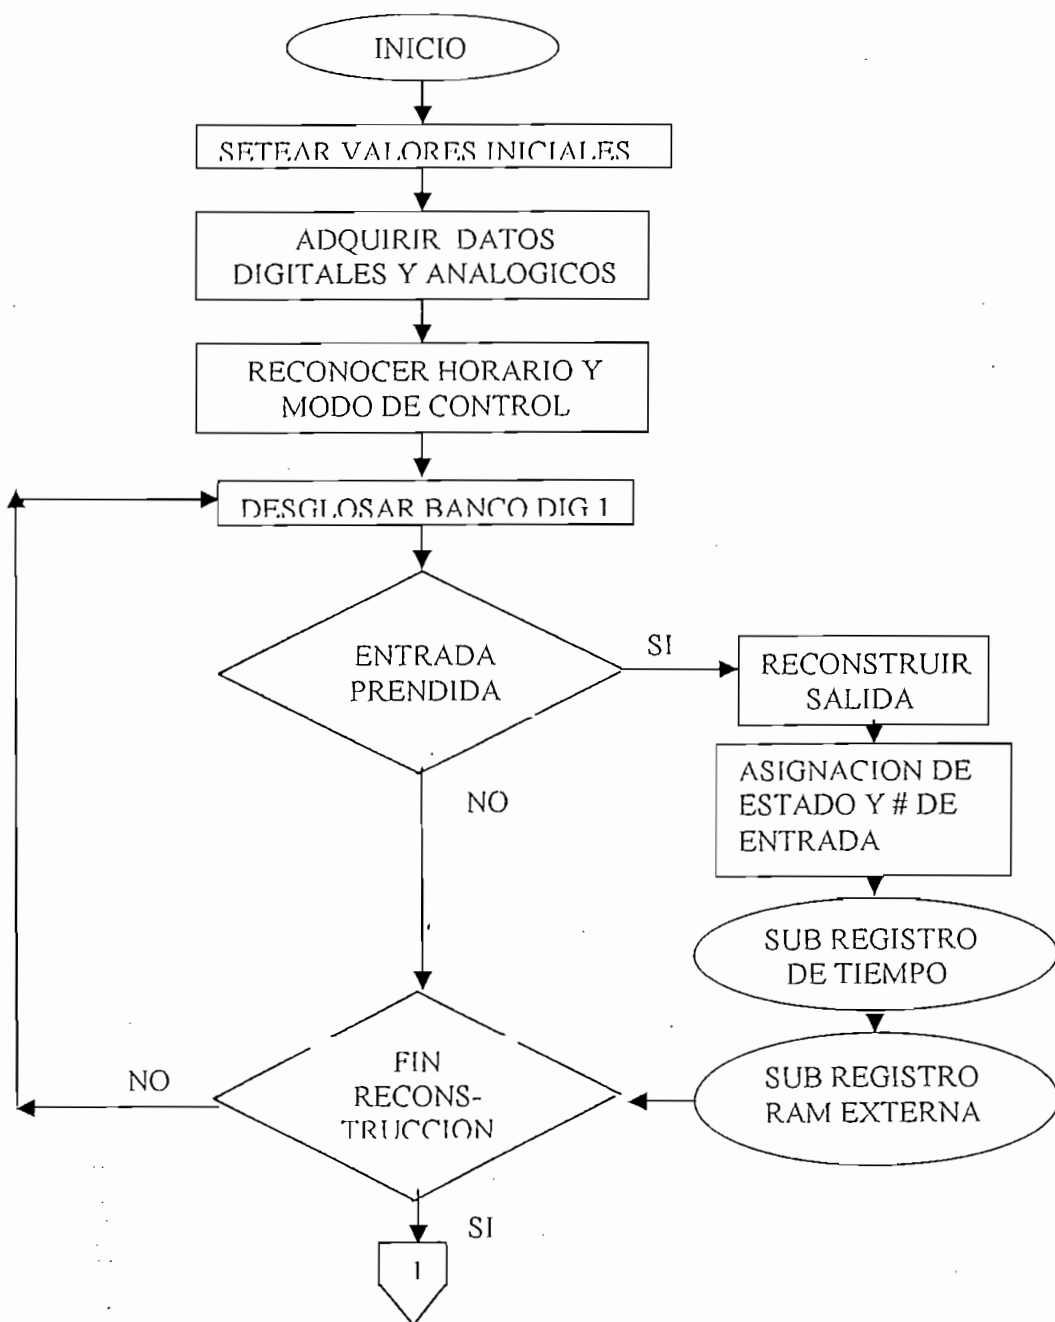 INICIO
SETEAR VALORES INICIALES
ADQUIRIR DATOS
DIGITALES Y ANALOGICOS
RECONOCER HORARIO Y
MODO DE CONTROL
DESGLOSAR BANCO DIG 1
ENTRADA
PRENDIDA
SI
RECONSTRUIR
SALIDA
ASIGNACION DE
ESTADO Y # DE
ENTRADA
NO
SUB REGISTRO
DE TIEMPO
SUB REGISTRO
RAM EXTERNA
FIN
RECONS-
TRUCCION
NO
SI
1